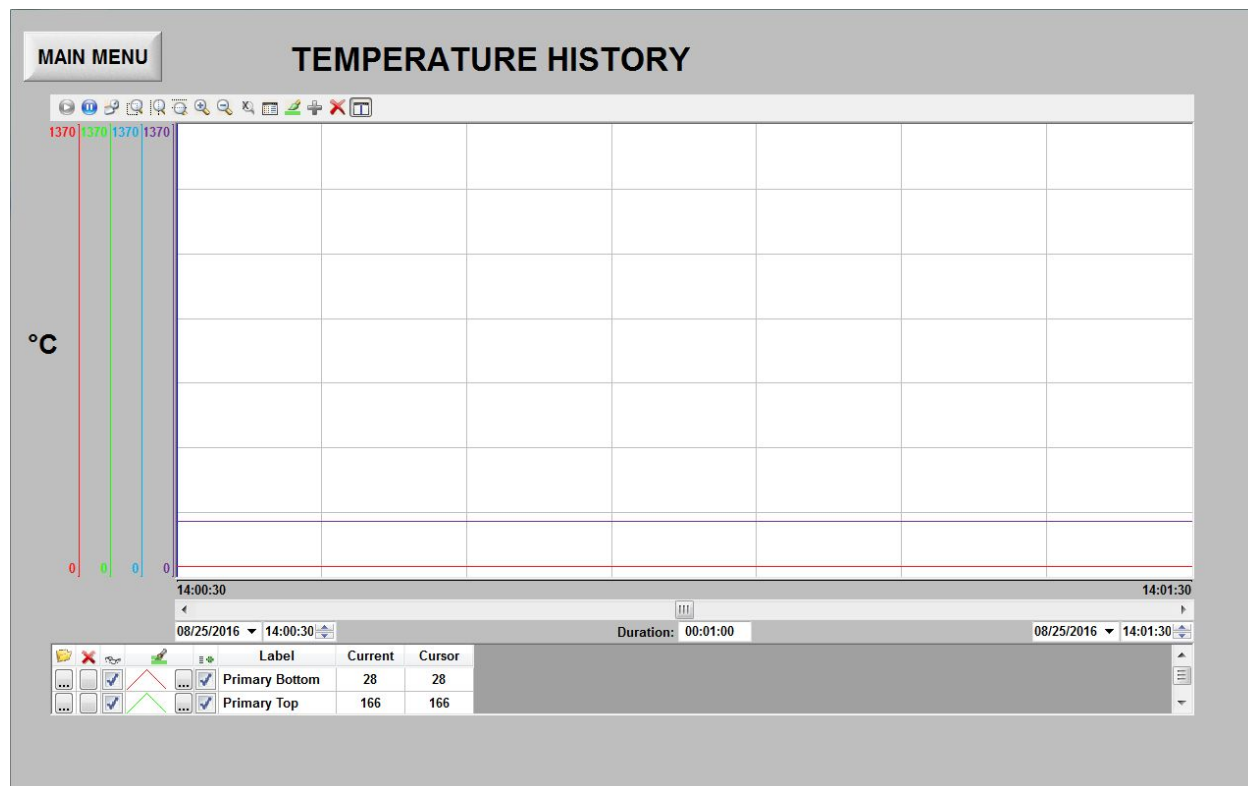 MAIN MENU
TEMPERATURE HISTORY
1370 1370 1370 1370
°C
0 0 0 0
14:00:30 14:01:30
08/25/2016 14:00:30 Duration: 00:01:00 08/25/2016 14:01:30
Label Current Cursor
... ... Primary Bottom 28 28
... ... Primary Top 166 166